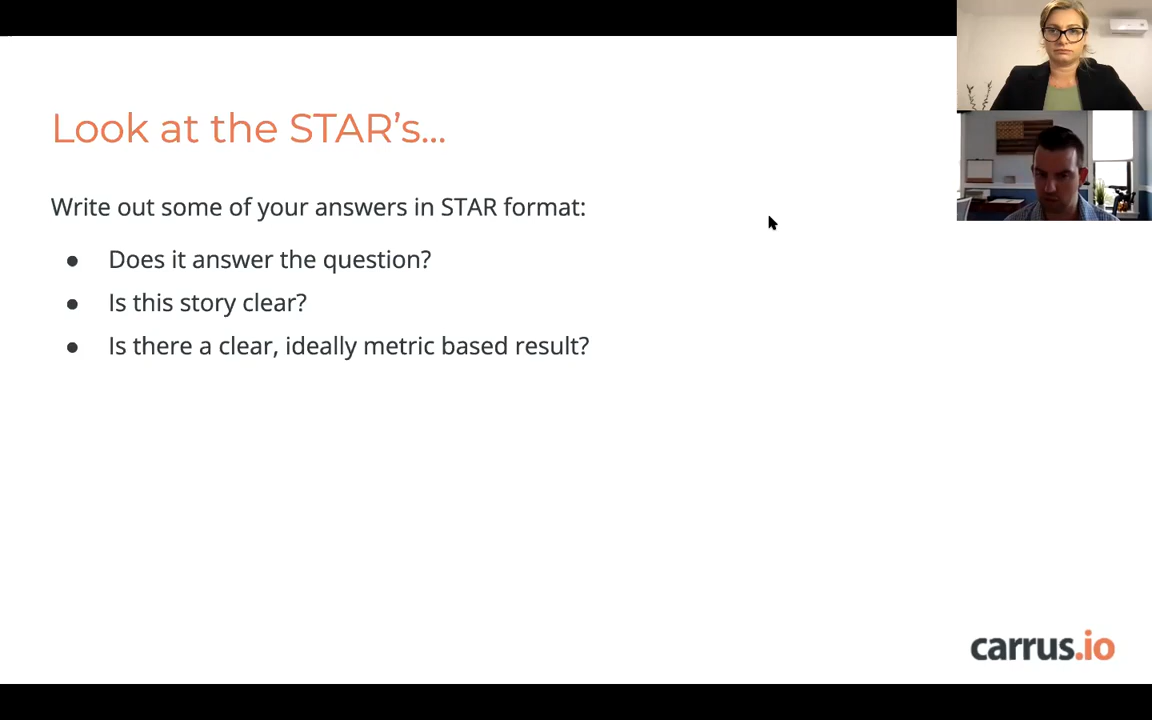 Look at the STAR’s...
Write out some of your answers in STAR format:
● Does it answer the question?
● Is this story clear?
● Is there a clear, ideally metric based result?
carrus.io